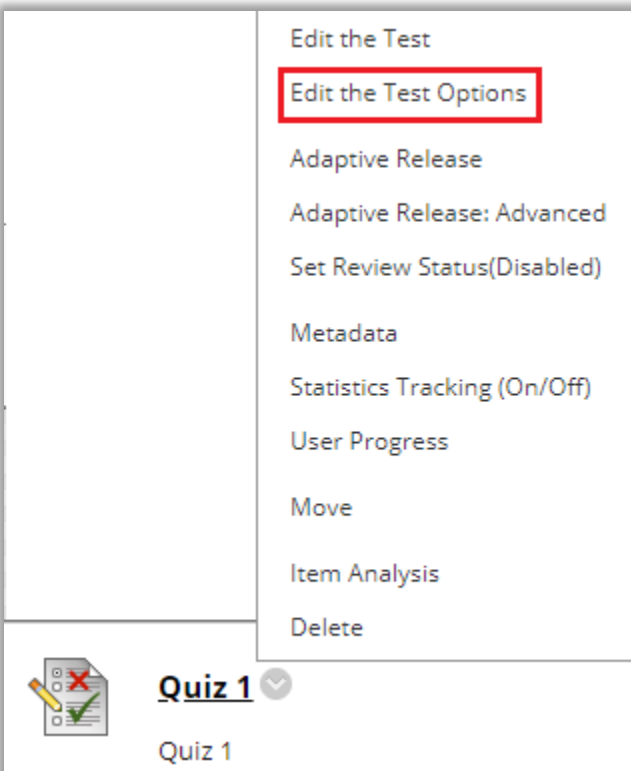 Edit the Test
Edit the Test Options
Adaptive Release
Adaptive Release: Advanced
Set Review Status(Disabled)
Metadata
Statistics Tracking (On/Off)
User Progress
Move
Item Analysis
Delete
Quiz 1
Quiz 1